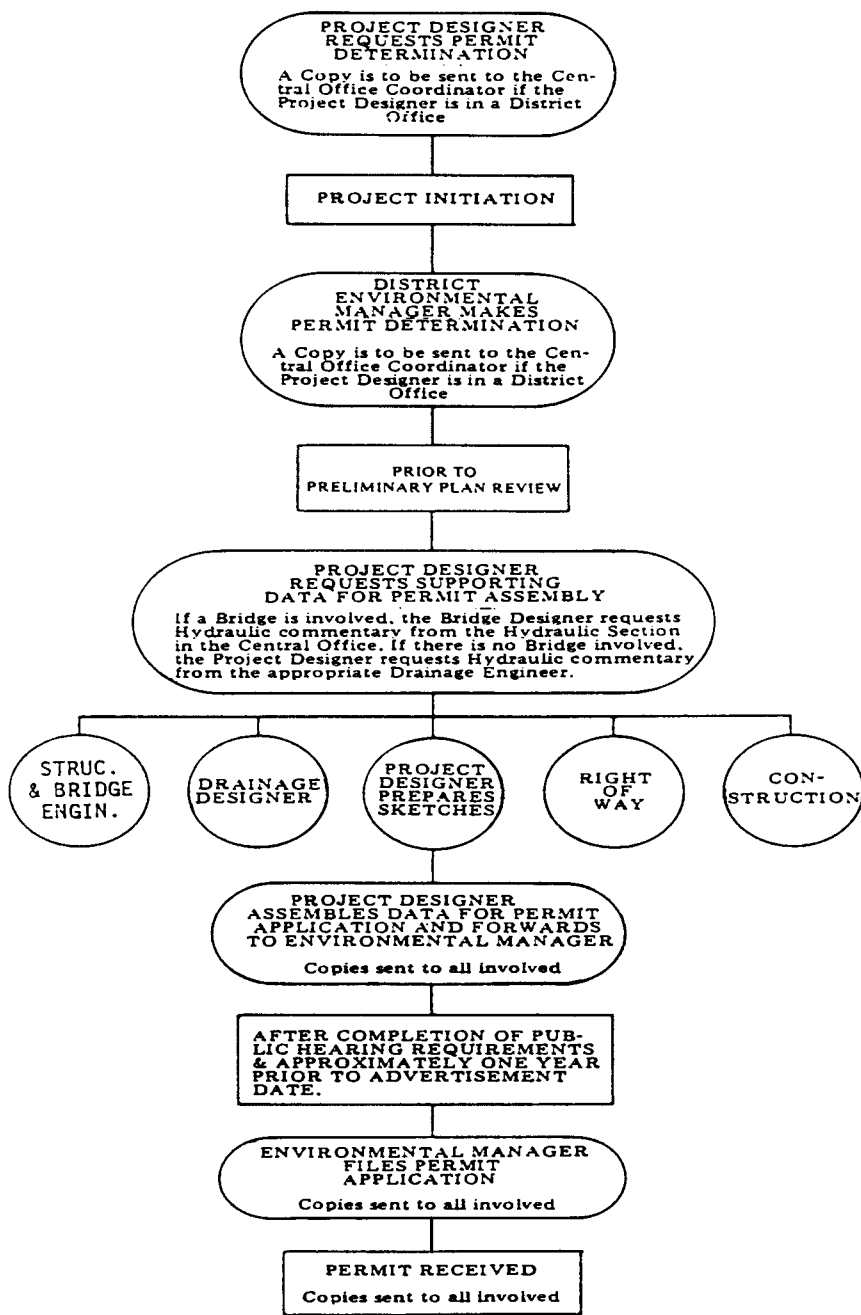 PROJECT DESIGNER
REQUESTS PERMIT
DETERMINATION
A Copy is to be sent to the Cen-
tral Office Coordinator if the
Project Designer is in a District
Office
PROJECT INITIATION
DISTRICT
ENVIRONMENTAL
MANAGER MAKES
PERMIT DETERMINATION
A Copy is to be sent to the Cen-
tral Office Coordinator if the
Project Designer is in a District
Office
PRIOR TO
PRELIMINARY PLAN REVIEW
PROJECT DESIGNER
REQUESTS SUPPORTING
DATA FOR PERMIT ASSEMBLY
If a Bridge is involved, the Bridge Designer requests
Hydraulic commentary from the Hydraulic Section
in the Central Office. If there is no Bridge involved,
the Project Designer requests Hydraulic commentary
from the appropriate Drainage Engineer.
STRUC.
& BRIDGE
ENGIN.
DRAINAGE
DESIGNER
PROJECT
DESIGNER
PREPARES
SKETCHES
RIGHT
OF
WAY
CON-
STRUCTION
PROJECT DESIGNER
ASSEMBLES DATA FOR PERMIT
APPLICATION AND FORWARDS
TO ENVIRONMENTAL MANAGER
Copies sent to all involved
AFTER COMPLETION OF PUB-
LIC HEARING REQUIREMENTS
& APPROXIMATELY ONE YEAR
PRIOR TO ADVERTISEMENT
DATE.
ENVIRONMENTAL MANAGER
FILES PERMIT
APPLICATION
Copies sent to all involved
PERMIT RECEIVED
Copies sent to all involved